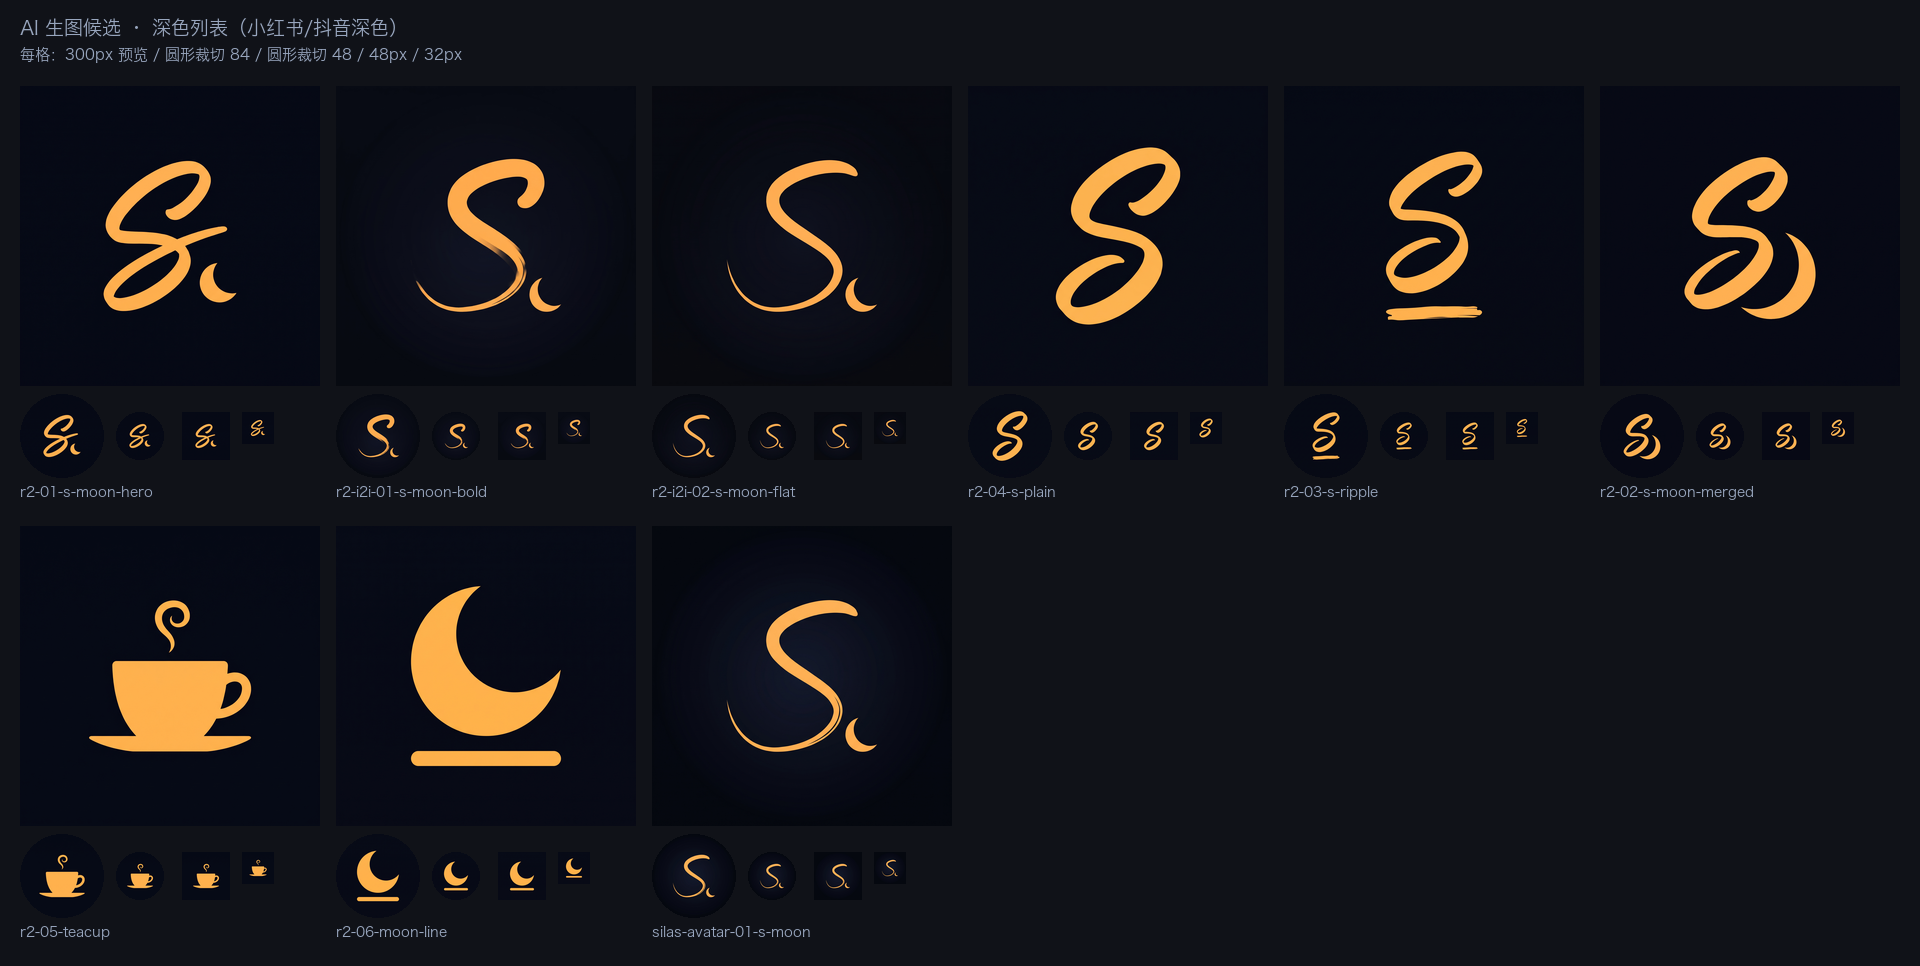 AI 生图候选 · 深色列表（小红书/抖音深色）
每格：300px 预览 / 圆形裁切 84 / 圆形裁切 48 / 48px / 32px
r2-01-s-moon-hero
r2-i2i-01-s-moon-bold
r2-i2i-02-s-moon-flat
r2-04-s-plain
r2-03-s-ripple
r2-02-s-moon-merged
r2-05-teacup
r2-06-moon-line
silas-avatar-01-s-moon